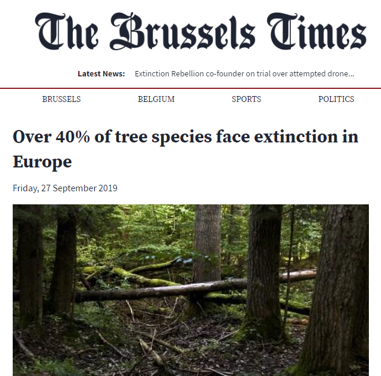 The Brussels Times
Latest News: Extinction Rebellion co-founder on trial over attempted drone...
BRUSSELS BELGIUM SPORTS POLITICS
Over 40% of tree species face extinction in
Europe
Friday, 27 September 2019